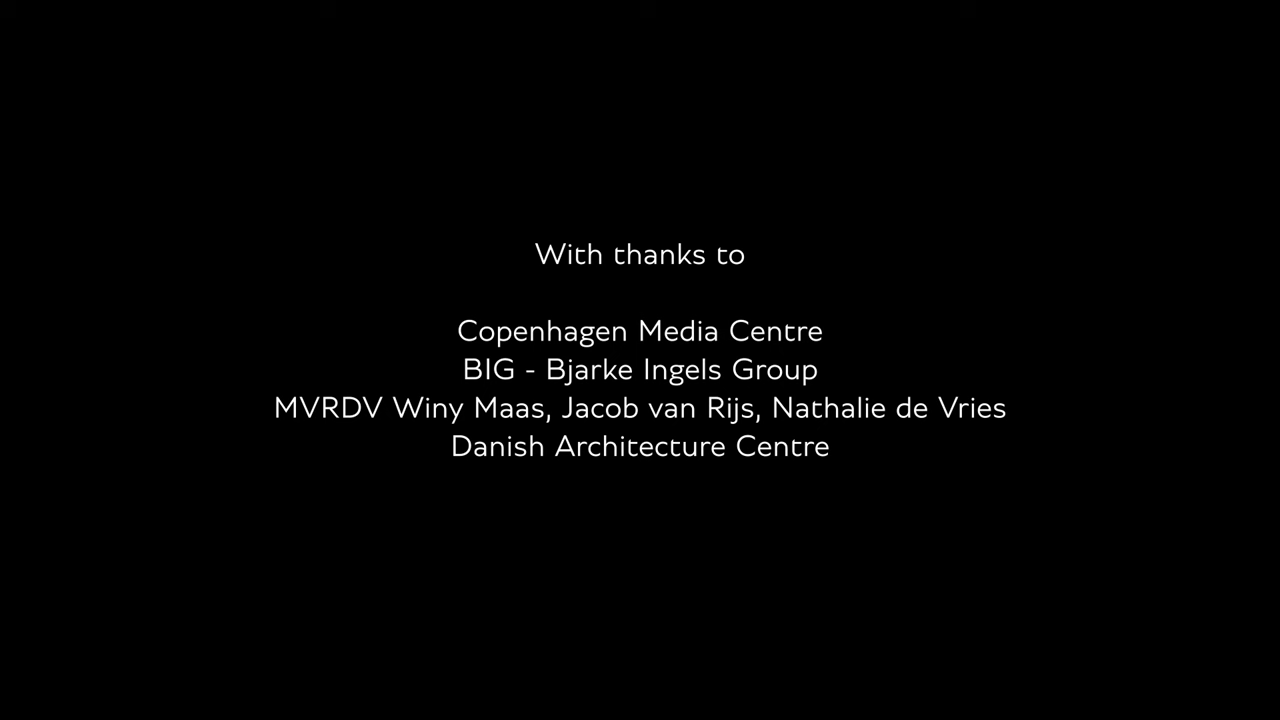 With thanks to
Copenhagen Media Centre
BIG - Bjarke Ingels Group
MVRDV Winy Maas, Jacob van Rijs, Nathalie de Vries
Danish Architecture Centre